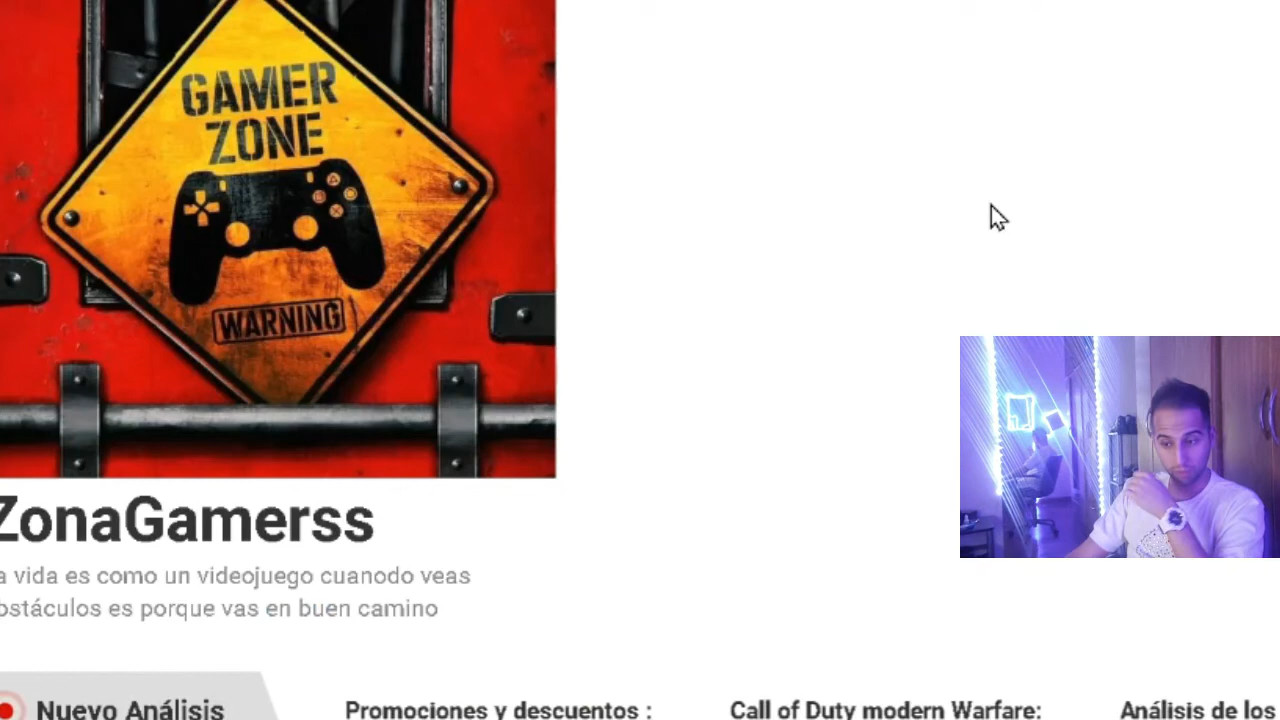 GAMER
ZONE
WARNING
ZonaGamerss
a vida es como un videojuego cuanodo veas
bstáculos es porque vas en buen camino
Nuevo Análisis
Promociones y descuentos :
Call of Duty modern Warfare:
Análisis de los